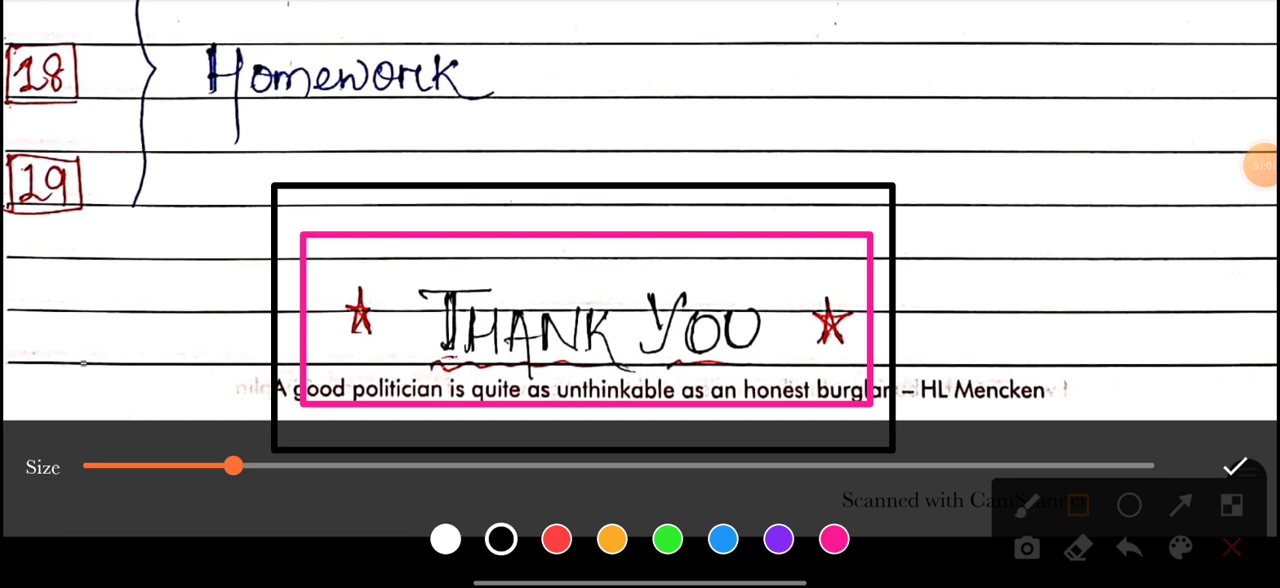 18 Homework
19
THANK YOU
A good politician is quite as unthinkable as an honest burglar – HL Mencken
Size
Scanned with CamScanner